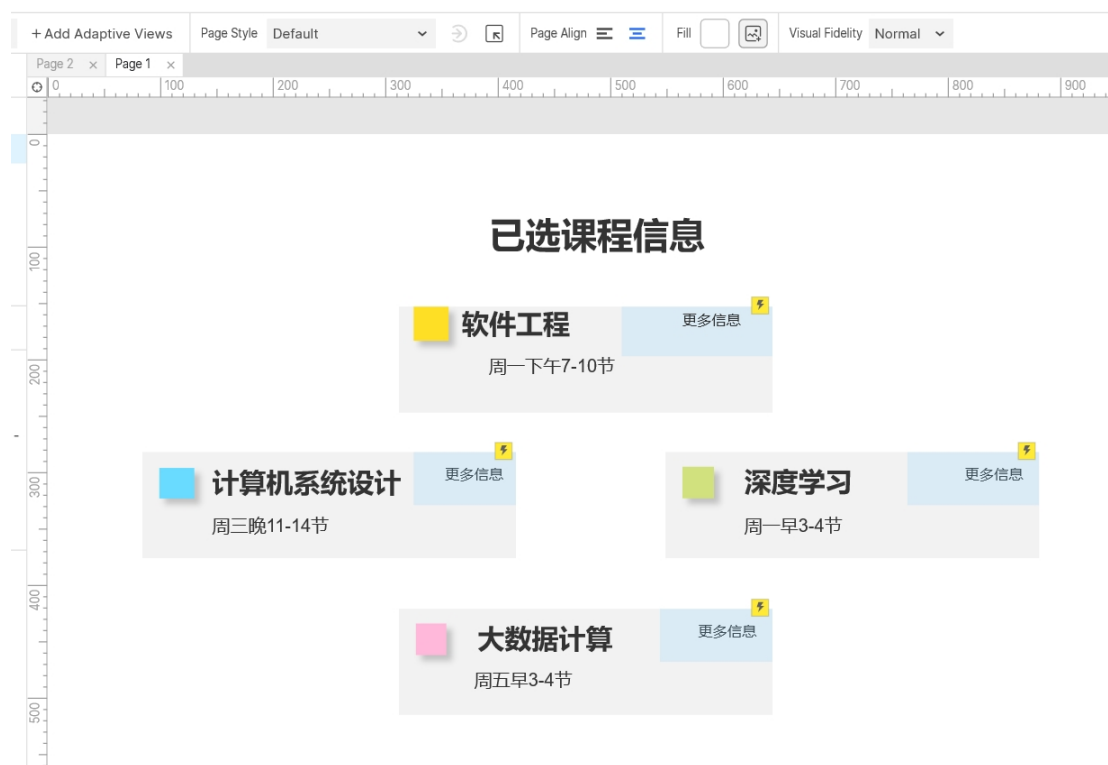 + Add Adaptive Views
Page Style
Default
Page Align
Fill
Visual Fidelity
Normal
Page 2
Page 1
0 100 200 300 400 500 600 700 800 900
0
100
200
300
400
500
已选课程信息
软件工程
更多信息
周一下午7-10节
计算机系统设计
更多信息
周三晚11-14节
深度学习
更多信息
周一早3-4节
大数据计算
更多信息
周五早3-4节